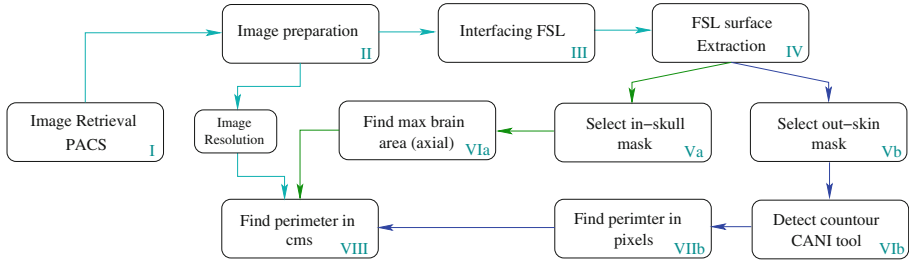 Image preparation
II
Interfacing FSL
III
FSL surface
Extraction
IV
Image Retrieval
PACS
I
Image
Resolution
Find max brain
area (axial)
VIa
Select in−skull
mask
Va
Select out−skin
mask
Vb
Find perimeter in
cms
VIII
Find perimter in
pixels
VIIb
Detect countour
CANI tool
VIb